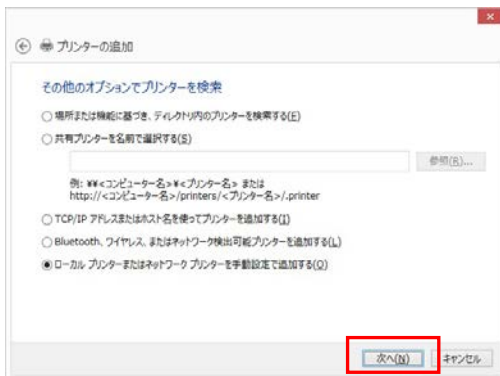 プリンターの追加
その他のオプションでプリンターを検索
場所または機能に基づき、ディレクトリ内のプリンターを検索する(E)
共有プリンターを名前で選択する(S)
参照(R)...
例: ¥¥<コンピューター名>¥<プリンター名> または
http://<コンピューター名>/printers/<プリンター名>/.printer
TCP/IP アドレスまたはホスト名を使ってプリンターを追加する(I)
Bluetooth、ワイヤレス、またはネットワーク検出可能プリンターを追加する(L)
ローカル プリンターまたはネットワーク プリンターを手動設定で追加する(O)
次へ(N) キャンセル